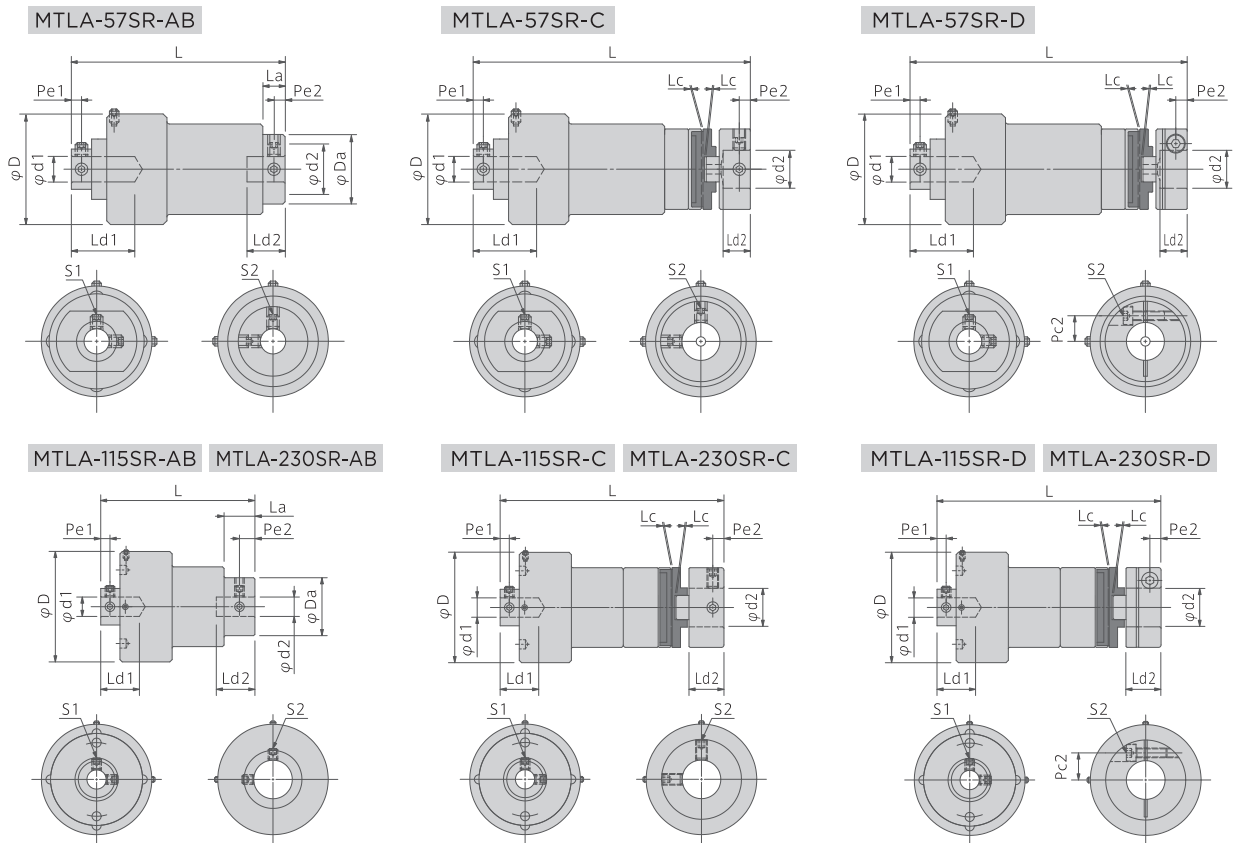 MTLA-57SR-AB
L
La
Pe1
Pe2
φD
φd1
φd2
φDa
Ld1
Ld2
S1
S2
MTLA-57SR-C
L
Lc
Lc
Pe1
Pe2
φD
φd1
φd2
Ld1
Ld2
S1
S2
MTLA-57SR-D
L
Lc
Lc
Pe1
Pe2
φD
φd1
φd2
Ld1
Ld2
S1
S2
Pc2
MTLA-115SR-AB MTLA-230SR-AB
L
La
Pe1
Pe2
φD
φd1
φDa
φd2
Ld1
Ld2
S1
S2
MTLA-115SR-C MTLA-230SR-C
L
Lc
Lc
Pe1
Pe2
φD
φd1
φd2
Ld1
Ld2
S1
S2
MTLA-115SR-D MTLA-230SR-D
L
Lc
Lc
Pe1
Pe2
φD
φd1
φd2
Ld1
Ld2
S1
S2
Pc2